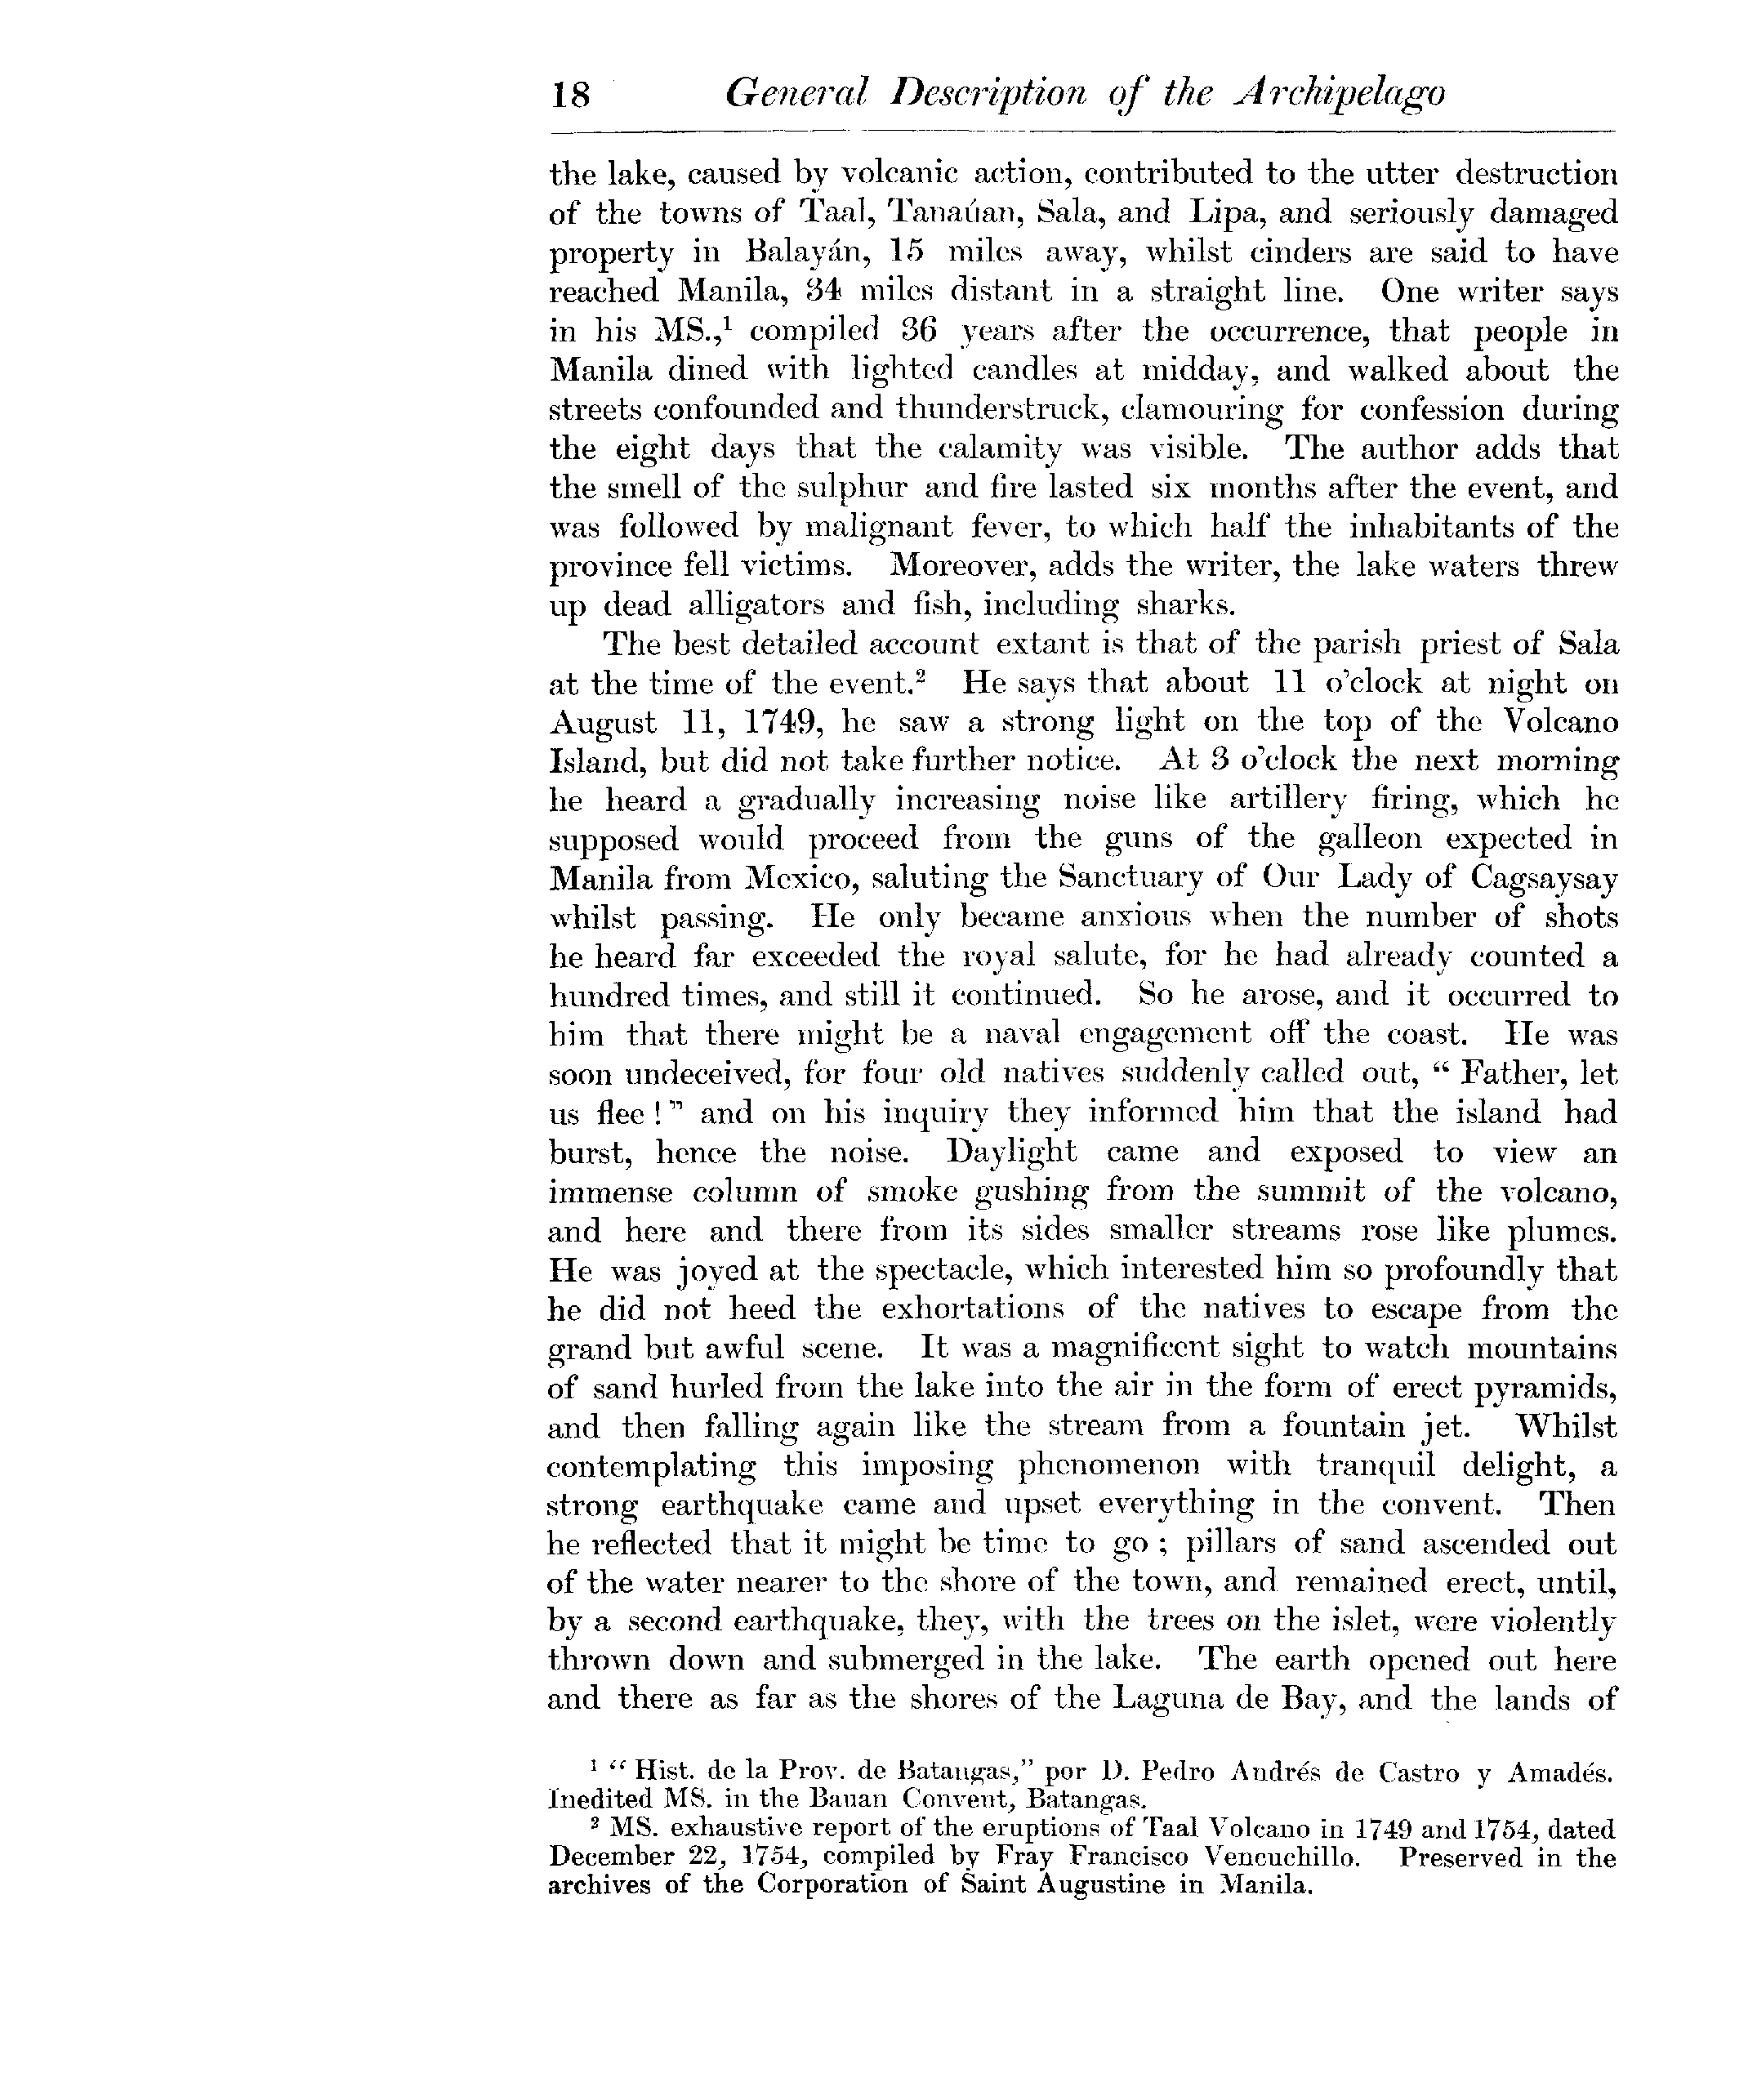 18 General Description of the Archipelago
the lake, caused by volcanic action, contributed to the utter destruction
of the towns of Taal, Tanaúan, Sala, and Lipa, and seriously damaged
property in Balayán, 15 miles away, whilst cinders are said to have
reached Manila, 34 miles distant in a straight line. One writer says
in his MS.,¹ compiled 36 years after the occurrence, that people in
Manila dined with lighted candles at midday, and walked about the
streets confounded and thunderstruck, clamouring for confession during
the eight days that the calamity was visible. The author adds that
the smell of the sulphur and fire lasted six months after the event, and
was followed by malignant fever, to which half the inhabitants of the
province fell victims. Moreover, adds the writer, the lake waters threw
up dead alligators and fish, including sharks.
The best detailed account extant is that of the parish priest of Sala
at the time of the event.² He says that about 11 o'clock at night on
August 11, 1749, he saw a strong light on the top of the Volcano
Island, but did not take further notice. At 3 o'clock the next morning
he heard a gradually increasing noise like artillery firing, which he
supposed would proceed from the guns of the galleon expected in
Manila from Mexico, saluting the Sanctuary of Our Lady of Cagsaysay
whilst passing. He only became anxious when the number of shots
he heard far exceeded the royal salute, for he had already counted a
hundred times, and still it continued. So he arose, and it occurred to
him that there might be a naval engagement off the coast. He was
soon undeceived, for four old natives suddenly called out, “ Father, let
us flee ! ” and on his inquiry they informed him that the island had
burst, hence the noise. Daylight came and exposed to view an
immense column of smoke gushing from the summit of the volcano,
and here and there from its sides smaller streams rose like plumes.
He was joyed at the spectacle, which interested him so profoundly that
he did not heed the exhortations of the natives to escape from the
grand but awful scene. It was a magnificent sight to watch mountains
of sand hurled from the lake into the air in the form of erect pyramids,
and then falling again like the stream from a fountain jet. Whilst
contemplating this imposing phenomenon with tranquil delight, a
strong earthquake came and upset everything in the convent. Then
he reflected that it might be time to go ; pillars of sand ascended out
of the water nearer to the shore of the town, and remained erect, until,
by a second earthquake, they, with the trees on the islet, were violently
thrown down and submerged in the lake. The earth opened out here
and there as far as the shores of the Laguna de Bay, and the lands of
¹ “ Hist. de la Prov. de Batangas,” por D. Pedro Andrés de Castro y Amadés.
Inedited MS. in the Bauan Convent, Batangas.
² MS. exhaustive report of the eruptions of Taal Volcano in 1749 and 1754, dated
December 22, 1754, compiled by Fray Francisco Vencuchillo. Preserved in the
archives of the Corporation of Saint Augustine in Manila.